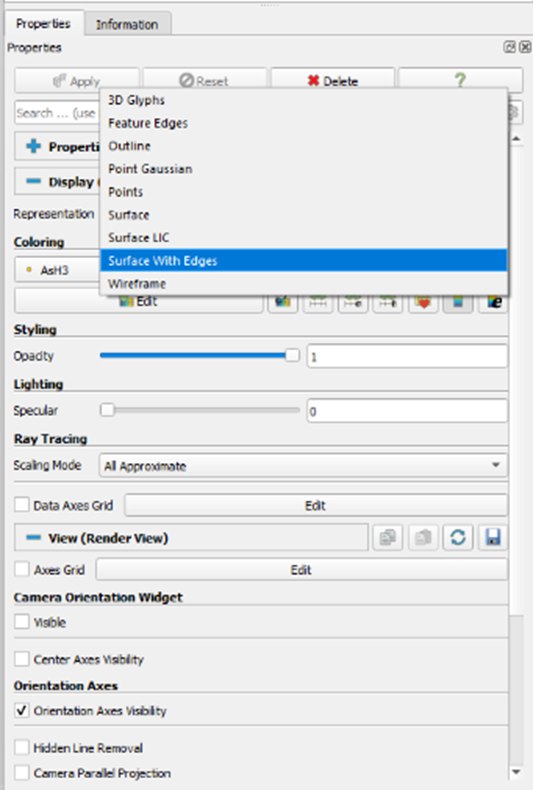 Properties Information
Properties
Apply Reset Delete ?
Search ... (use
3D Glyphs
Feature Edges
Outline
Point Gaussian
Points
Surface
Surface LIC
Surface With Edges
Wireframe
Properti
Display (
Representation
Coloring
AsH3
Edit
Styling
Opacity 1
Lighting
Specular 0
Ray Tracing
Scaling Mode All Approximate
Data Axes Grid Edit
View (Render View)
Axes Grid Edit
Camera Orientation Widget
Visible
Center Axes Visibility
Orientation Axes
Orientation Axes Visibility
Hidden Line Removal
Camera Parallel Projection